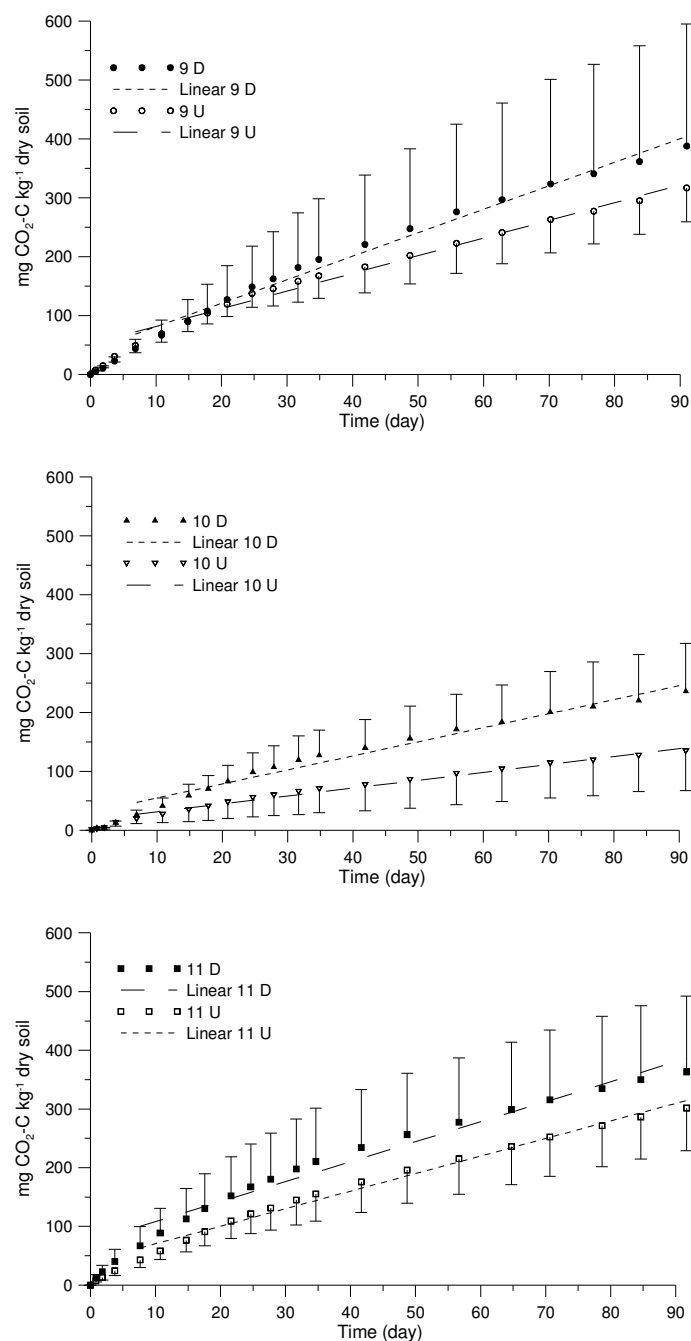 600
500
400
300
200
100
0
mg CO₂-C kg⁻¹ dry soil
9 D
Linear 9 D
9 U
Linear 9 U
0 10 20 30 40 50 60 70 80 90
Time (day)
600
500
400
300
200
100
0
mg CO₂-C kg⁻¹ dry soil
10 D
Linear 10 D
10 U
Linear 10 U
0 10 20 30 40 50 60 70 80 90
Time (day)
600
500
400
300
200
100
0
mg CO₂-C kg⁻¹ dry soil
11 D
Linear 11 D
11 U
Linear 11 U
0 10 20 30 40 50 60 70 80 90
Time (day)